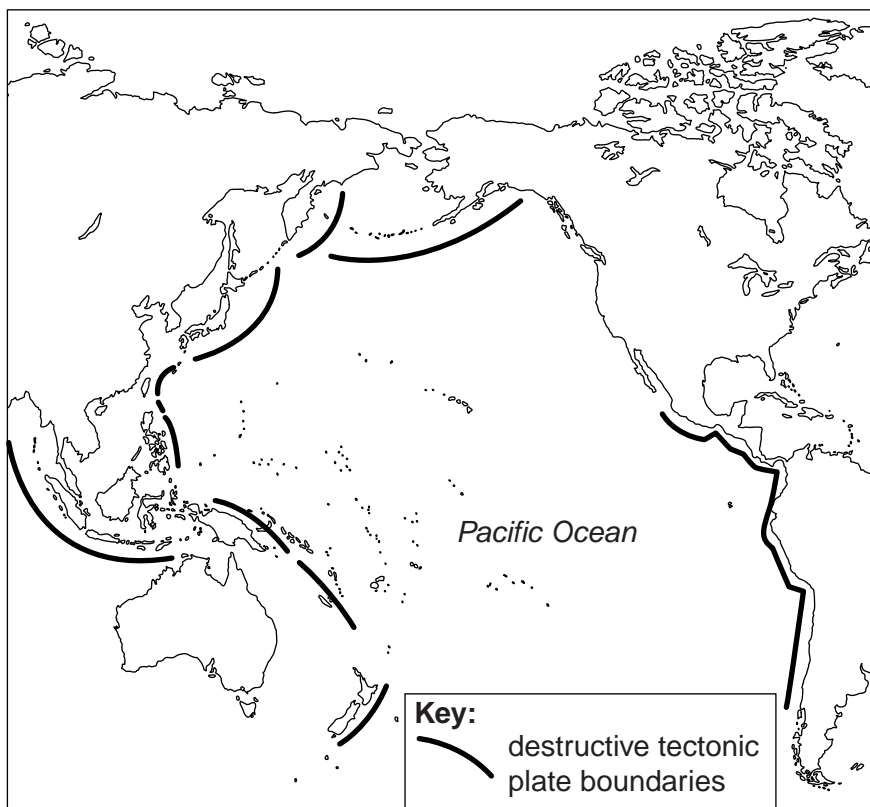 Pacific Ocean
Key:
destructive tectonic
plate boundaries